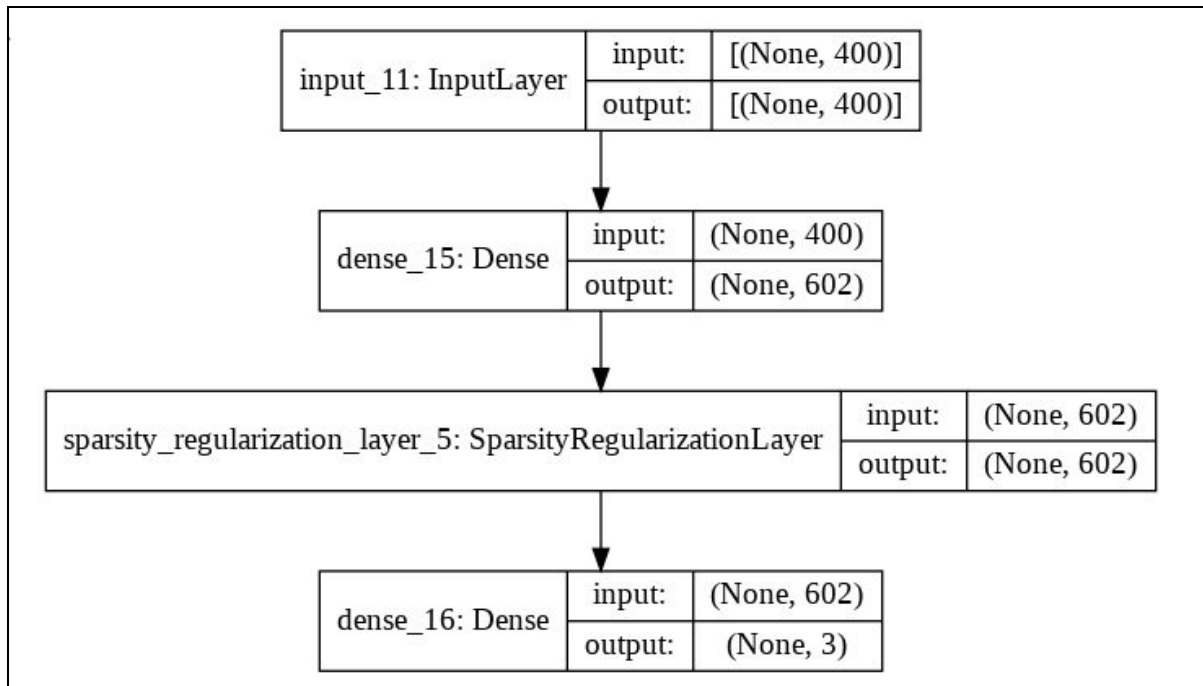 input_11: InputLayer
input:
[(None, 400)]
output:
[(None, 400)]
dense_15: Dense
input:
(None, 400)
output:
(None, 602)
sparsity_regularization_layer_5: SparsityRegularizationLayer
input:
(None, 602)
output:
(None, 602)
dense_16: Dense
input:
(None, 602)
output:
(None, 3)